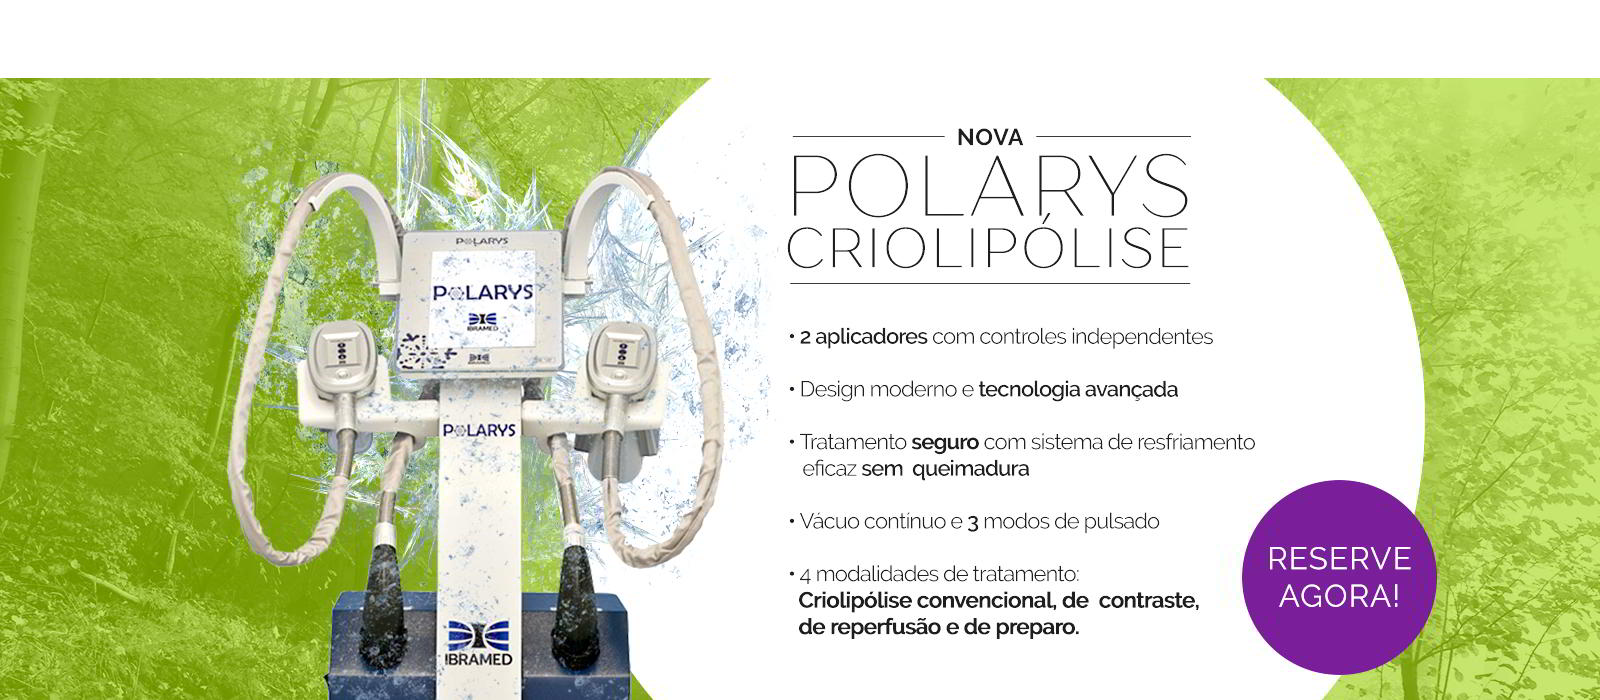 POLARYS
POLARYS
IBRAMED
IBRAMED
POLARYS
IBRAMED
NOVA
POLARYS
CRIOLIPÓLISE
• 2 aplicadores com controles independentes
• Design moderno e tecnologia avançada
• Tratamento seguro com sistema de resfriamento
eficaz sem queimadura
• Vácuo contínuo e 3 modos de pulsado
• 4 modalidades de tratamento:
Criolipólise convencional, de contraste,
de reperfusão e de preparo.
RESERVE
AGORA!